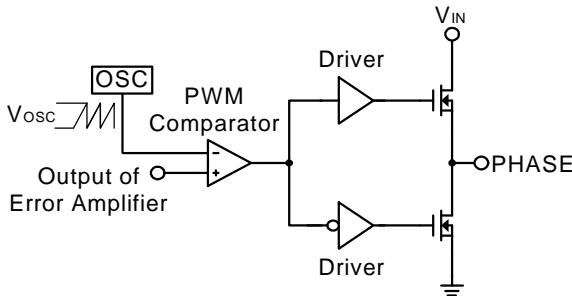 VIN
Driver
OSC
PWM
Comparator
VOSC
-
+
Output of
Error Amplifier
PHASE
Driver